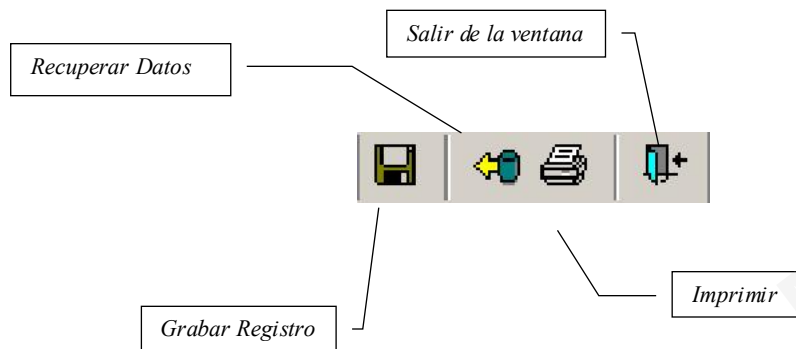 Salir de la ventana
Recuperar Datos
Imprimir
Grabar Registro